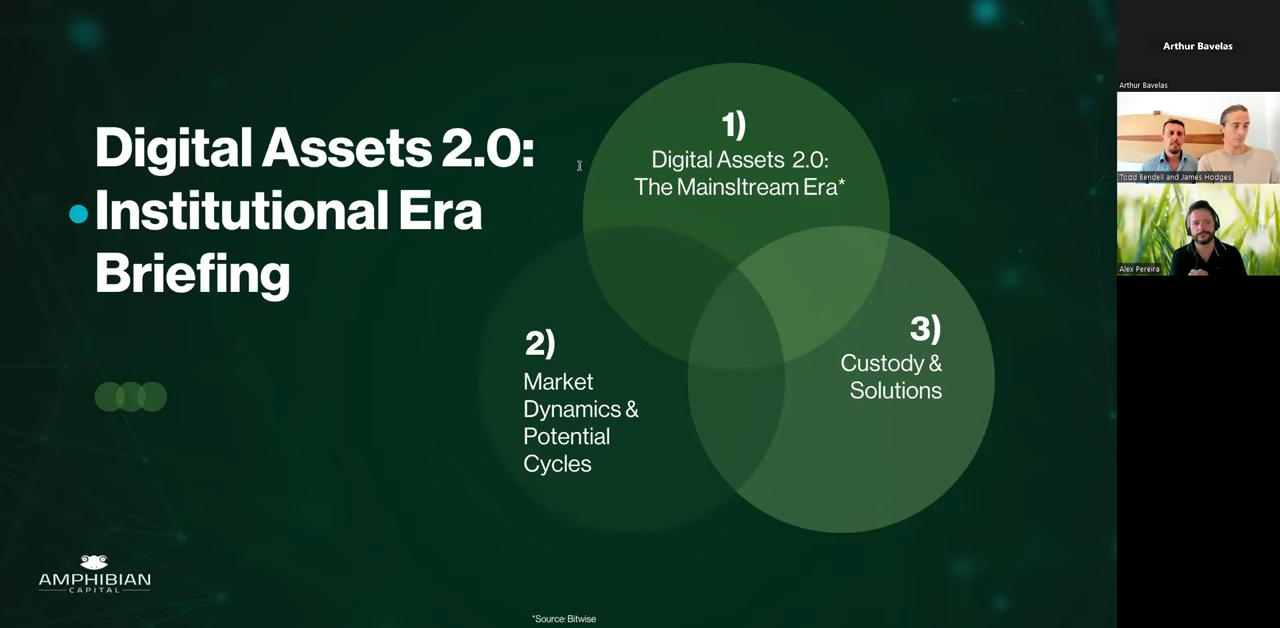 Digital Assets 2.0:
Institutional Era
Briefing
1)
Digital Assets 2.0:
The MainsItream Era*
2)
Market
Dynamics &
Potential
Cycles
3)
Custody &
Solutions
AMPHIBIAN
CAPITAL
*Source: Bitwise
Arthur Bavelas
Arthur Bavelas
Todd Bendell and James Hodges
Alex Pereira